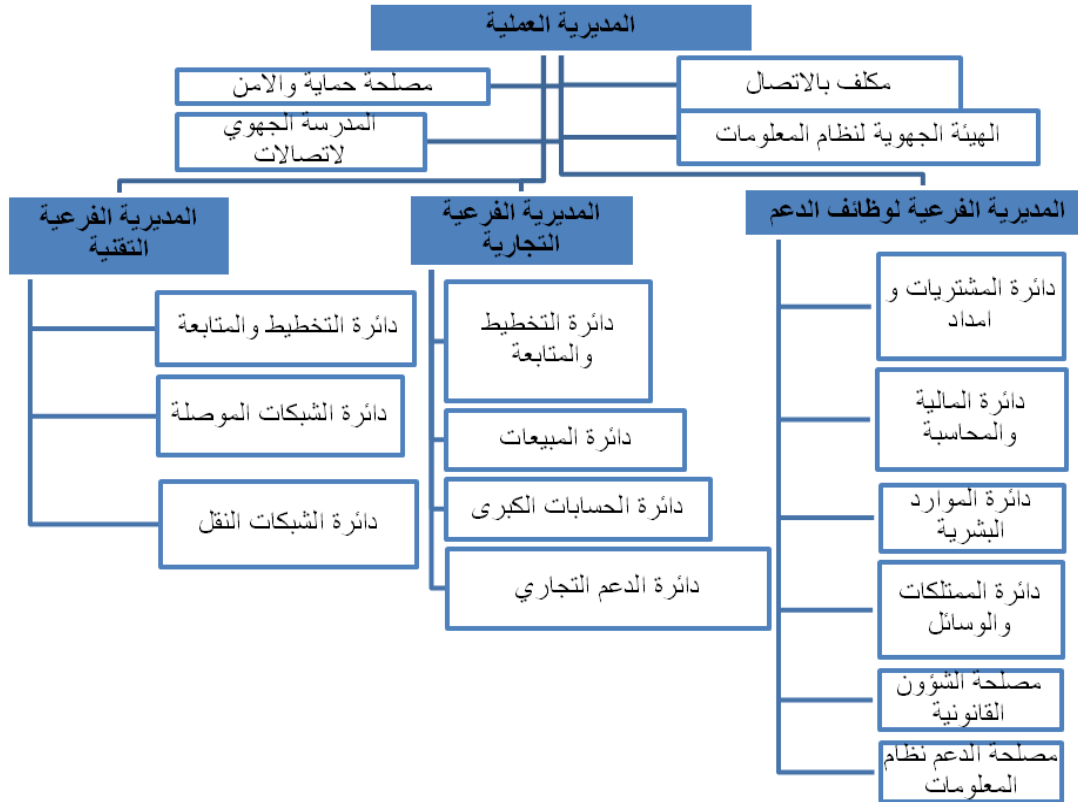 المديرية العملية
مكلف بالاتصال
مصلحة حماية والامن
الهيئة الجهوية لنظام المعلومات
المدرسة الجهوي
لاتصالات
المديرية الفرعية لوظائف الدعم
دائرة المشتريات و
امداد
دائرة المالية
والمحاسبة
دائرة الموارد
البشرية
دائرة الممتلكات
والوسائل
مصلحة الشؤون
القانونية
مصلحة الدعم نظام
المعلومات
المديرية الفرعية
التجارية
دائرة التخطيط
والمتابعة
دائرة المبيعات
دائرة الحسابات الكبرى
دائرة الدعم التجاري
المديرية الفرعية
التقنية
دائرة التخطيط والمتابعة
دائرة الشبكات الموصلة
دائرة الشبكات النقل